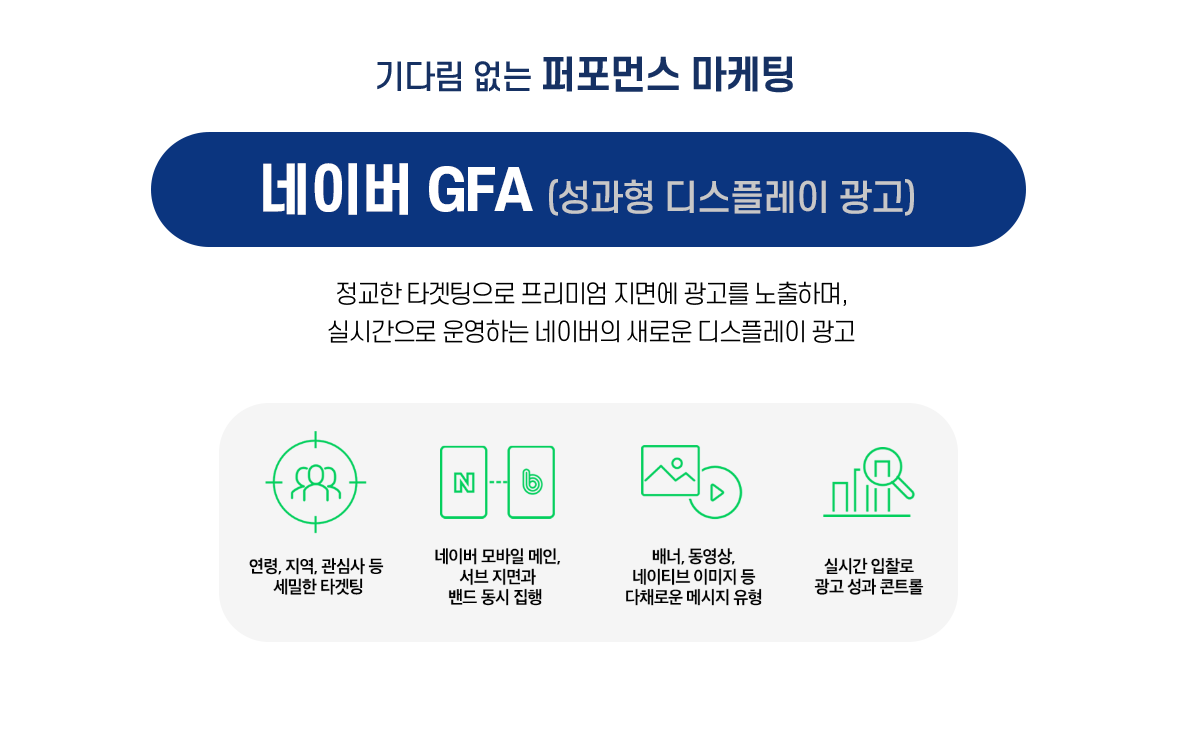 기다림 없는 퍼포먼스 마케팅
네이버 GFA (성과형 디스플레이 광고)
정교한 타겟팅으로 프리미엄 지면에 광고를 노출하며,
실시간으로 운영하는 네이버의 새로운 디스플레이 광고
N
b
연령, 지역, 관심사 등
세밀한 타겟팅
네이버 모바일 메인,
서브 지면과
밴드 동시 집행
배너, 동영상,
네이티브 이미지 등
다채로운 메시지 유형
실시간 입찰로
광고 성과 콘트롤